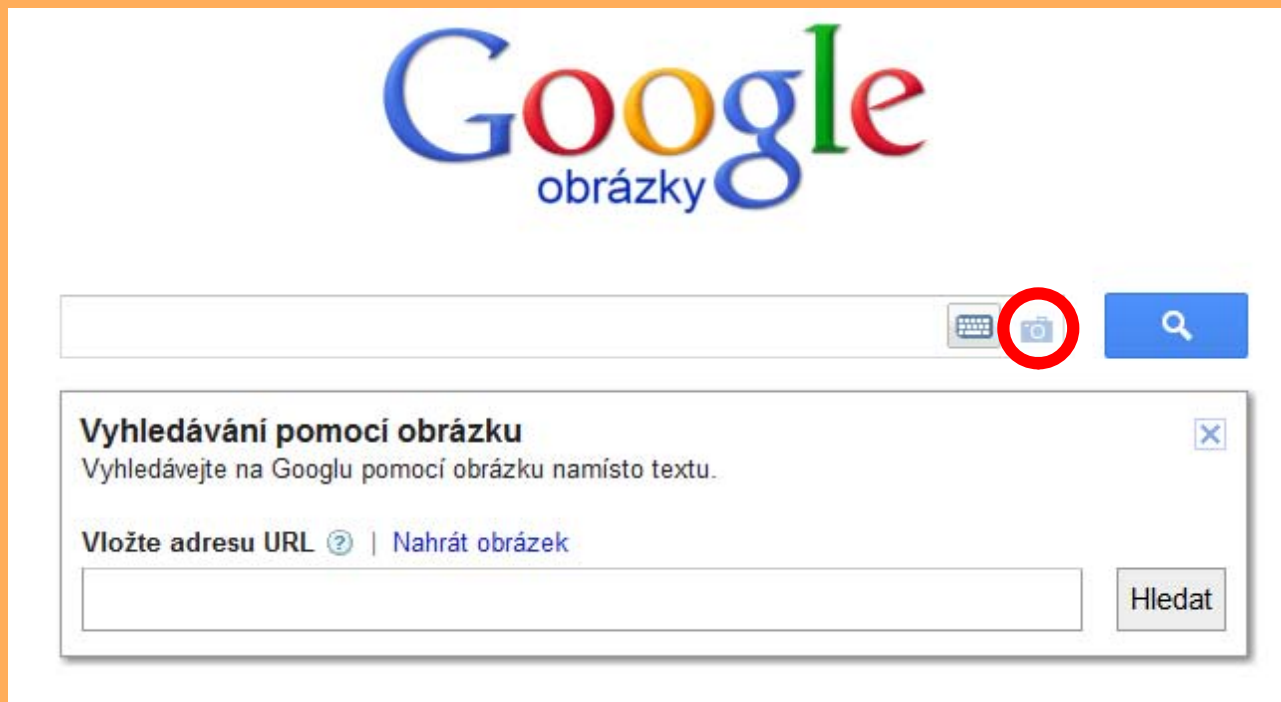 Google
obrázky
Vyhledávání pomocí obrázku
Vyhledávejte na Googlu pomocí obrázku namísto textu.
Vložte adresu URL ? | Nahrát obrázek
Hledat